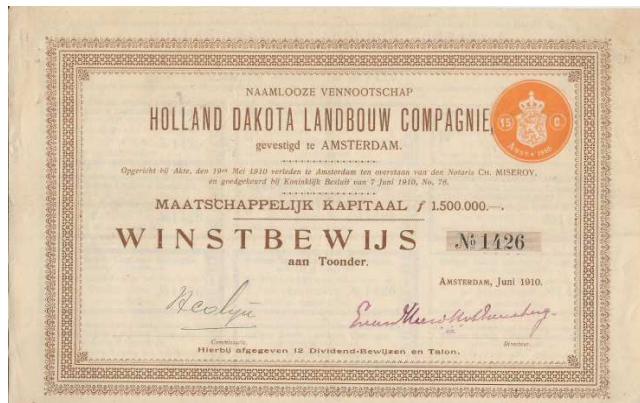 NAAMLOOZE VENNOOTSCHAP
HOLLAND DAKOTA LANDBOUW COMPAGNIE,
gevestigd te AMSTERDAM.
Opgericht bij Akte, den 19en Mei 1910 verleden te Amsterdam ten overstaan van den Notaris CH. MISEROY,
en goedgekeurd bij Koninklijk Besluit van 7 Juni 1910, No. 78.
MAATSCHAPPELIJK KAPITAAL ƒ 1.500.000.—.
WINSTBEWIJS No 1426
aan Toonder.
AMSTERDAM, Juni 1910.
HColijn
Commissaris.
Directeur.
Hierbij afgegeven 12 Dividend-Bewijzen en Talon.
15 C